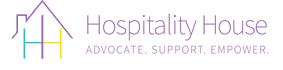 Hospitality House
ADVOCATE. SUPPORT. EMPOWER.